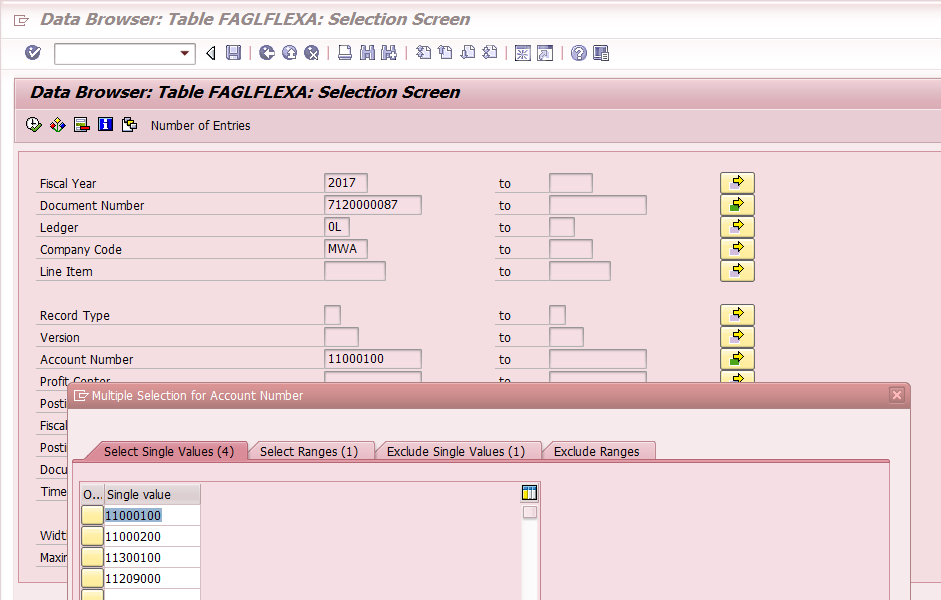 Data Browser: Table FAGLFLEXA: Selection Screen
Data Browser: Table FAGLFLEXA: Selection Screen
Number of Entries
Fiscal Year 2017 to
Document Number 7120000087 to
Ledger 0L to
Company Code MWA to
Line Item to
Record Type to
Version to
Account Number 11000100 to
Profit Center to
Posti
Fiscal
Posti
Docu
Time
Widt
Maxin
Multiple Selection for Account Number
Select Single Values (4) Select Ranges (1) Exclude Single Values (1) Exclude Ranges
O... Single value
11000100
11000200
11300100
11209000